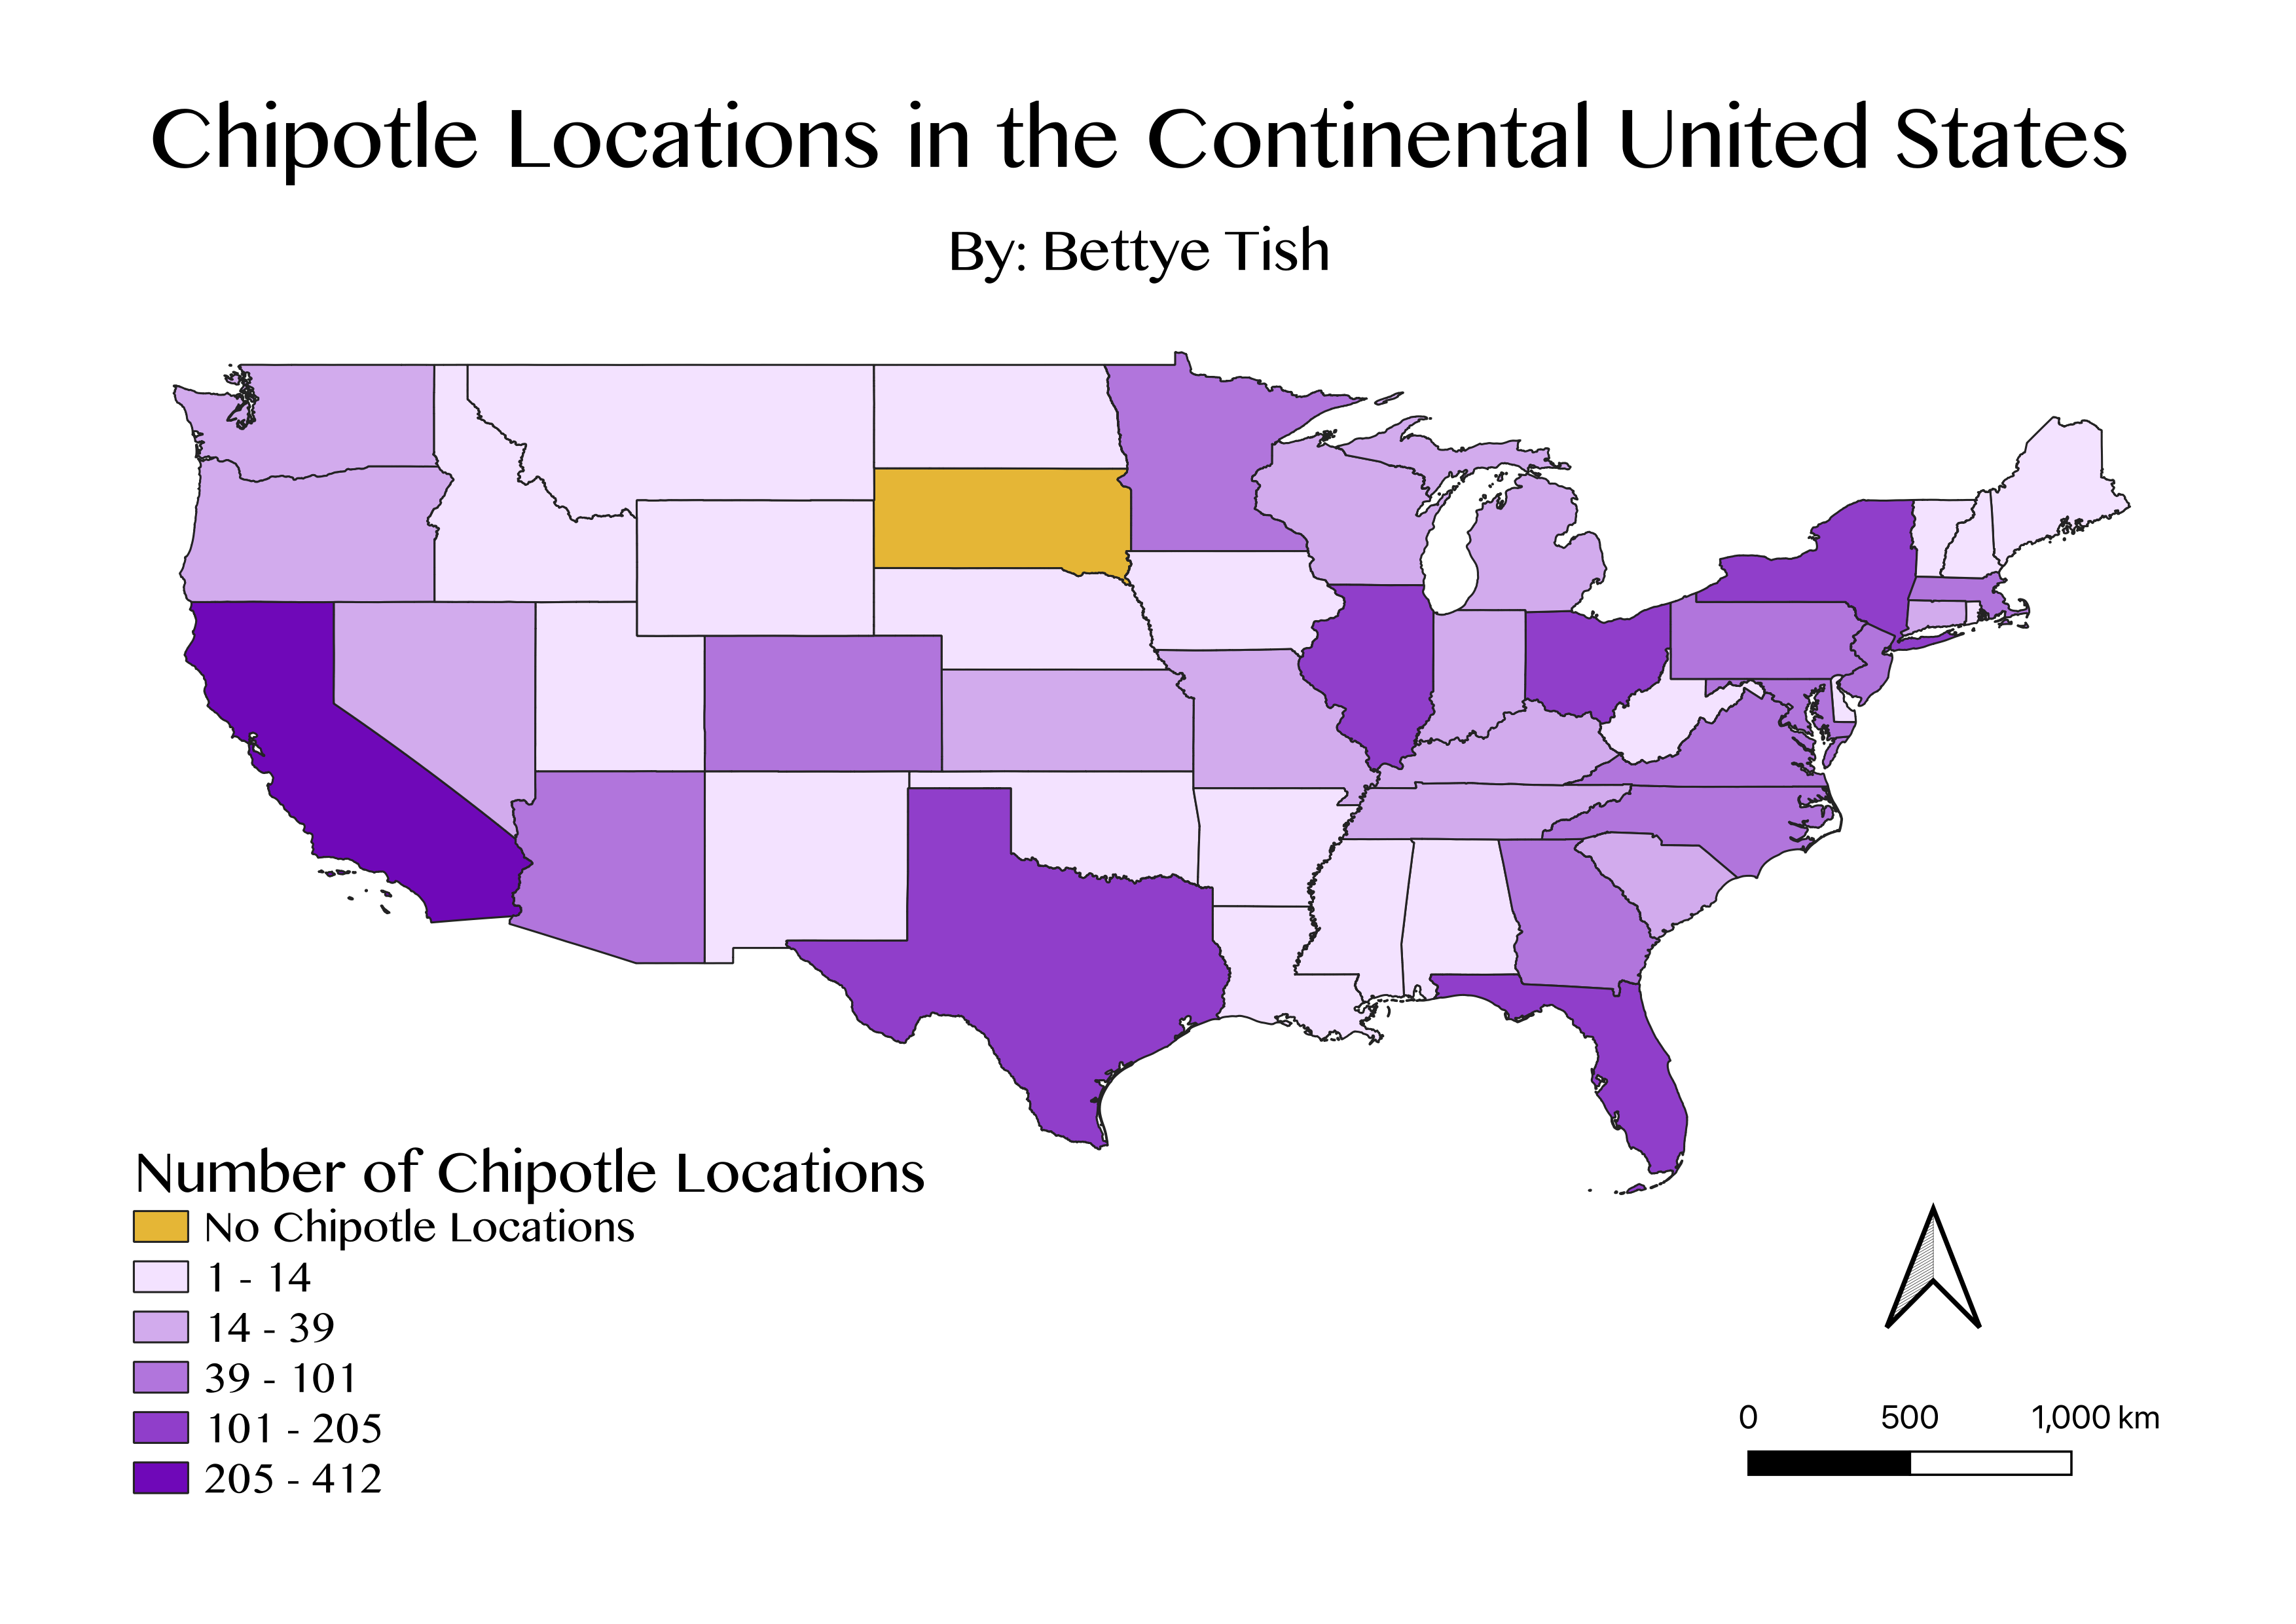 Chipotle Locations in the Continental United States
By: Bettye Tish
Number of Chipotle Locations
No Chipotle Locations
1 - 14
14 - 39
39 - 101
101 - 205
205 - 412
0 500 1,000 km